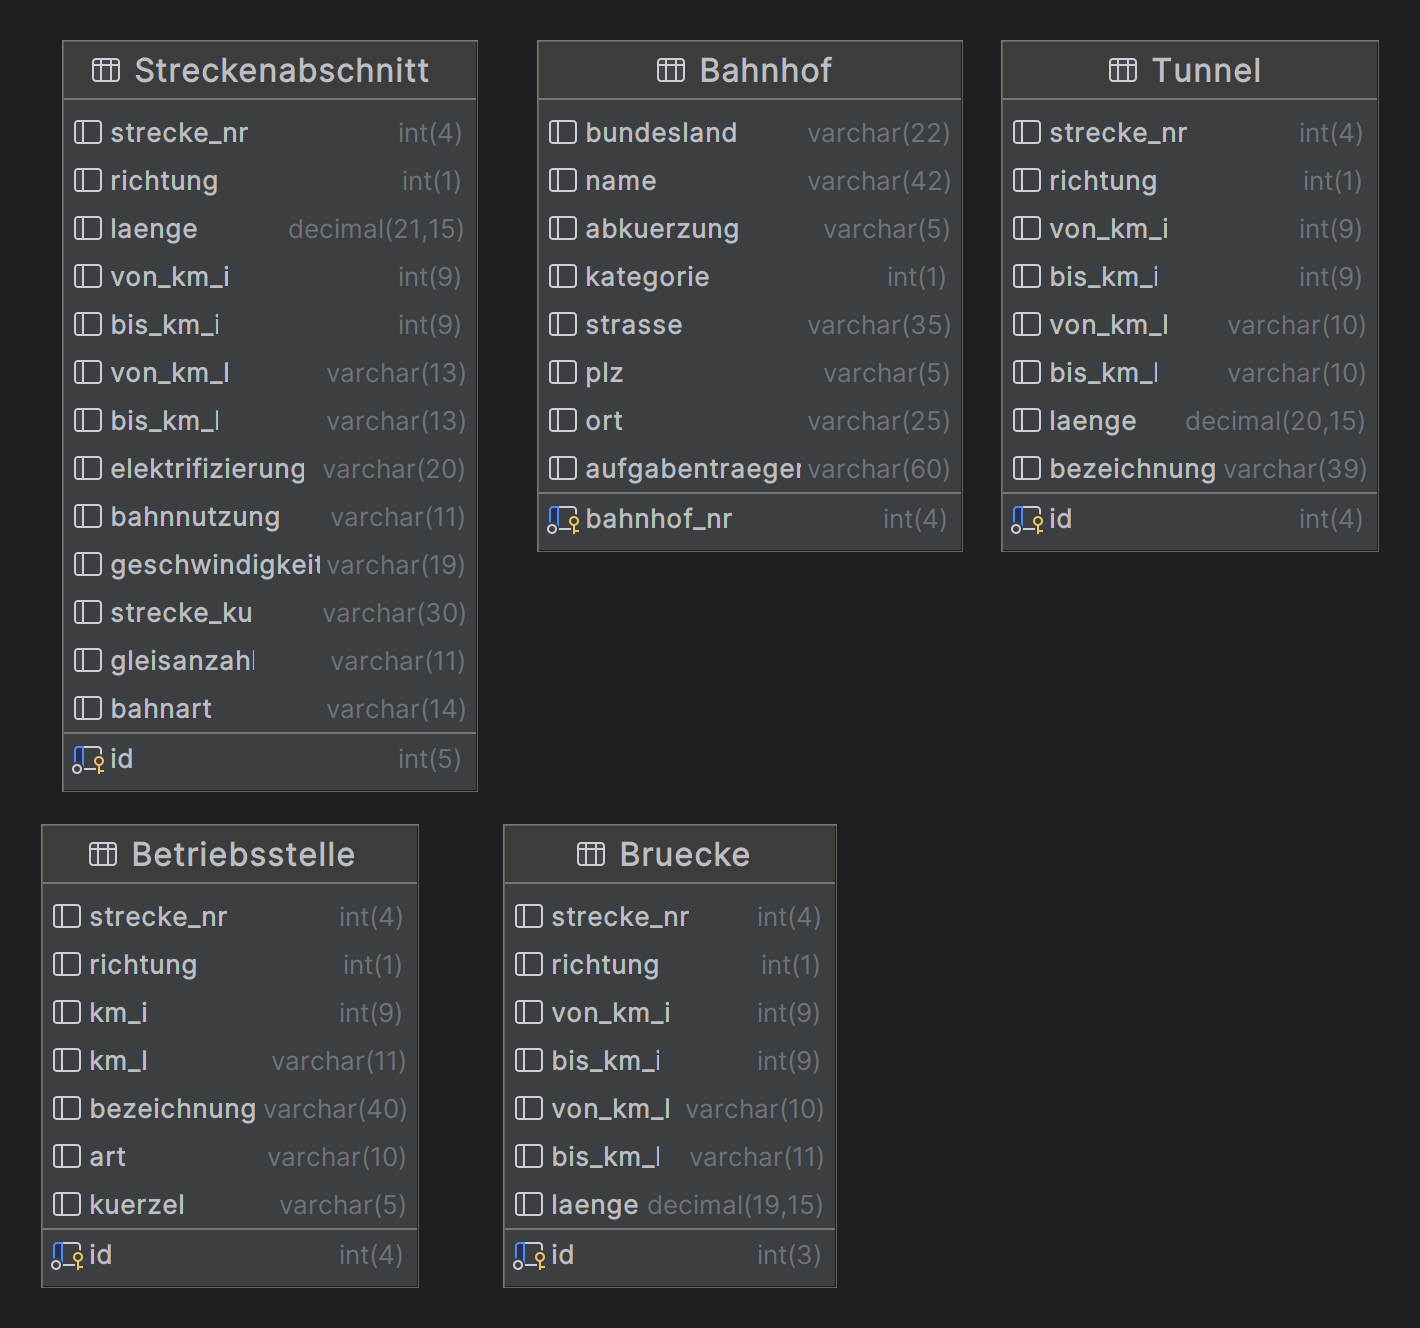 Streckenabschnitt
strecke_nr int(4)
richtung int(1)
laenge decimal(21,15)
von_km_i int(9)
bis_km_i int(9)
von_km_l varchar(13)
bis_km_l varchar(13)
elektrifizierung varchar(20)
bahnnutzung varchar(11)
geschwindigkeit varchar(19)
strecke_ku varchar(30)
gleisanzahl varchar(11)
bahnart varchar(14)
id int(5)
Bahnhof
bundesland varchar(22)
name varchar(42)
abkuerzung varchar(5)
kategorie int(1)
strasse varchar(35)
plz varchar(5)
ort varchar(25)
aufgabentraeger varchar(60)
bahnhof_nr int(4)
Tunnel
strecke_nr int(4)
richtung int(1)
von_km_i int(9)
bis_km_i int(9)
von_km_l varchar(10)
bis_km_l varchar(10)
laenge decimal(20,15)
bezeichnung varchar(39)
id int(4)
Betriebsstelle
strecke_nr int(4)
richtung int(1)
km_i int(9)
km_l varchar(11)
bezeichnung varchar(40)
art varchar(10)
kuerzel varchar(5)
id int(4)
Bruecke
strecke_nr int(4)
richtung int(1)
von_km_i int(9)
bis_km_i int(9)
von_km_l varchar(10)
bis_km_l varchar(11)
laenge decimal(19,15)
id int(3)